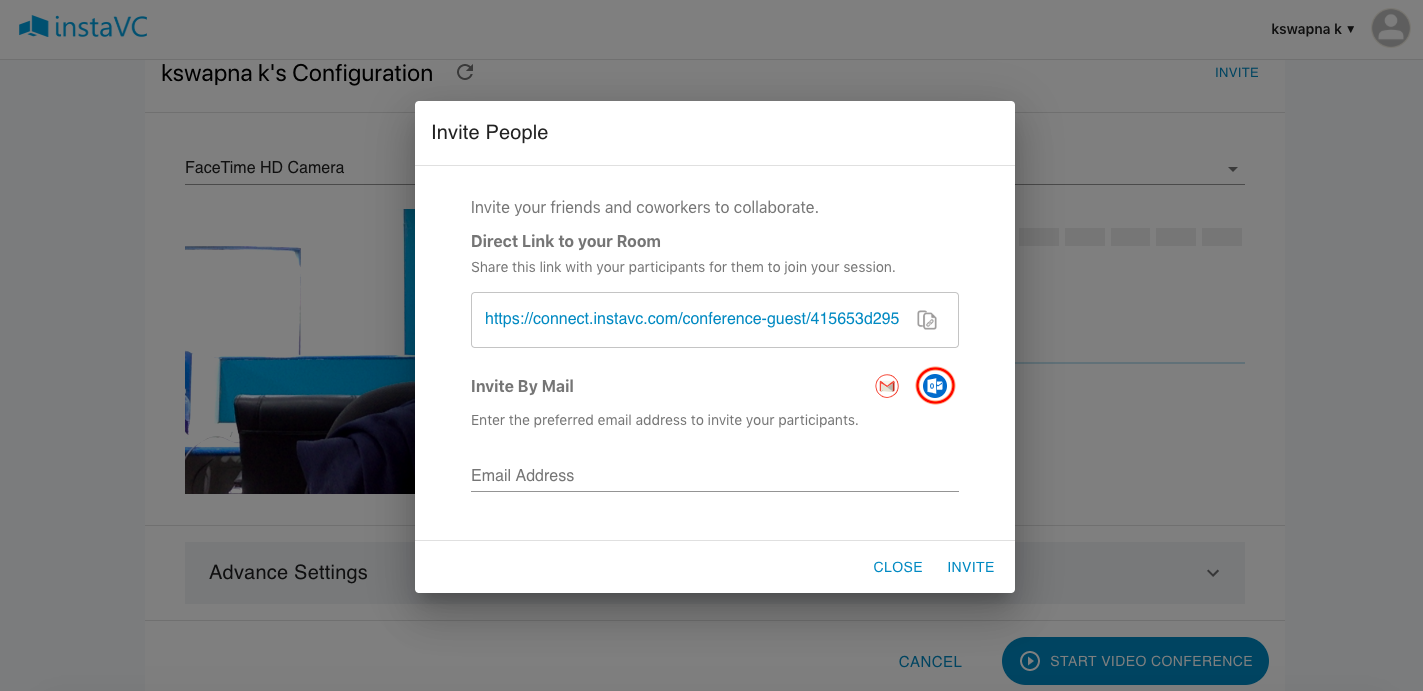 instaVC
kswapna k ▾
kswapna k's Configuration
INVITE
FaceTime HD Camera
Invite People
Invite your friends and coworkers to collaborate.
Direct Link to your Room
Share this link with your participants for them to join your session.
https://connect.instavc.com/conference-guest/415653d295
Invite By Mail
Enter the preferred email address to invite your participants.
Email Address
CLOSE INVITE
Advance Settings
CANCEL START VIDEO CONFERENCE